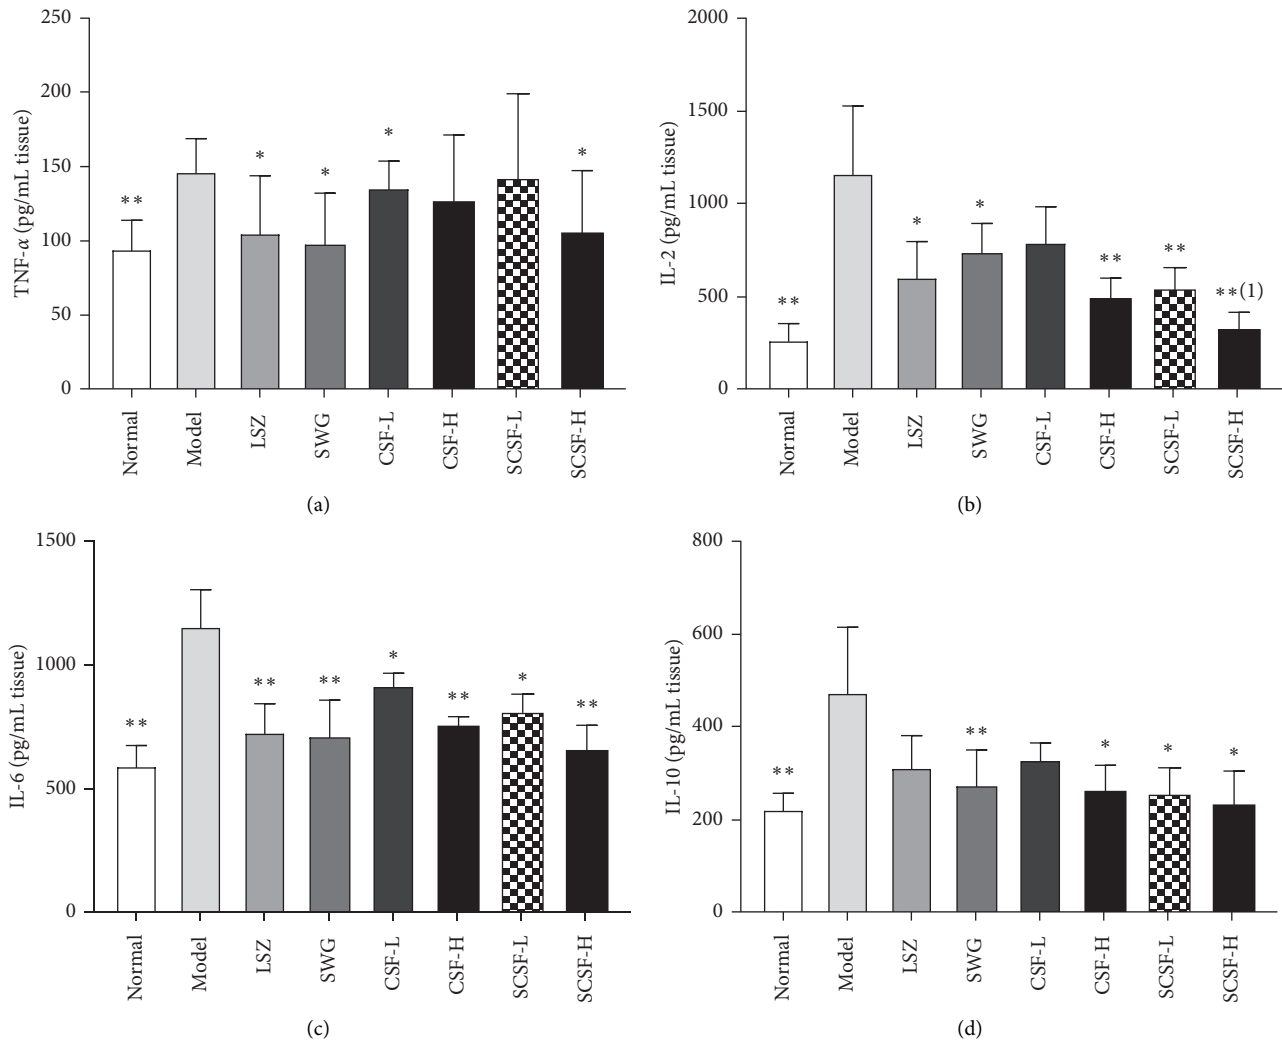 TNF-α (pg/mL tissue)
250
200
150
100
50
0
**
*
*
*
*
Normal
Model
LSZ
SWG
CSF-L
CSF-H
SCSF-L
SCSF-H
(a)
IL-2 (pg/mL tissue)
2000
1500
1000
500
0
**
*
*
**
**
**(1)
Normal
Model
LSZ
SWG
CSF-L
CSF-H
SCSF-L
SCSF-H
(b)
IL-6 (pg/mL tissue)
1500
1000
500
0
**
**
**
*
**
*
**
Normal
Model
LSZ
SWG
CSF-L
CSF-H
SCSF-L
SCSF-H
(c)
IL-10 (pg/mL tissue)
800
600
400
200
0
**
**
*
*
*
Normal
Model
LSZ
SWG
CSF-L
CSF-H
SCSF-L
SCSF-H
(d)